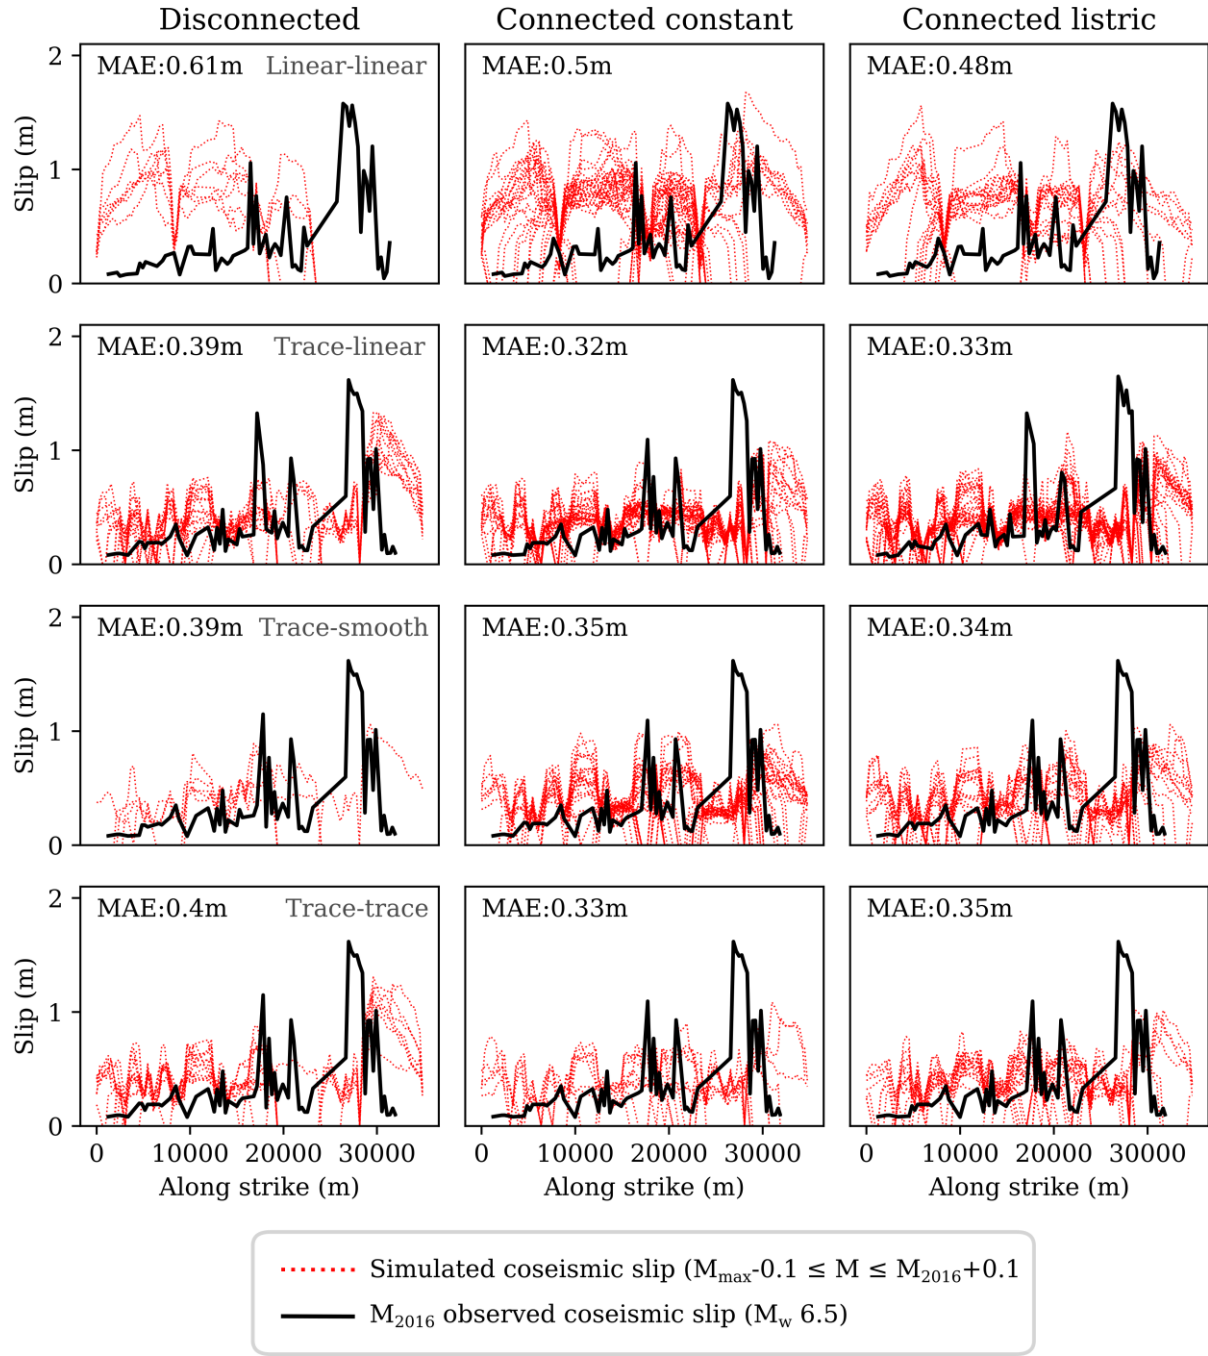 Disconnected Connected constant Connected listric
MAE:0.61m Linear-linear MAE:0.5m MAE:0.48m
2
1
0
Slip (m)
MAE:0.39m Trace-linear MAE:0.32m MAE:0.33m
2
1
0
Slip (m)
MAE:0.39m Trace-smooth MAE:0.35m MAE:0.34m
2
1
0
Slip (m)
MAE:0.4m Trace-trace MAE:0.33m MAE:0.35m
2
1
0
Slip (m)
0 10000 20000 30000 0 10000 20000 30000 0 10000 20000 30000
Along strike (m) Along strike (m) Along strike (m)
Simulated coseismic slip (Mmax-0.1 ≤ M ≤ M2016+0.1
M2016 observed coseismic slip (Mw 6.5)